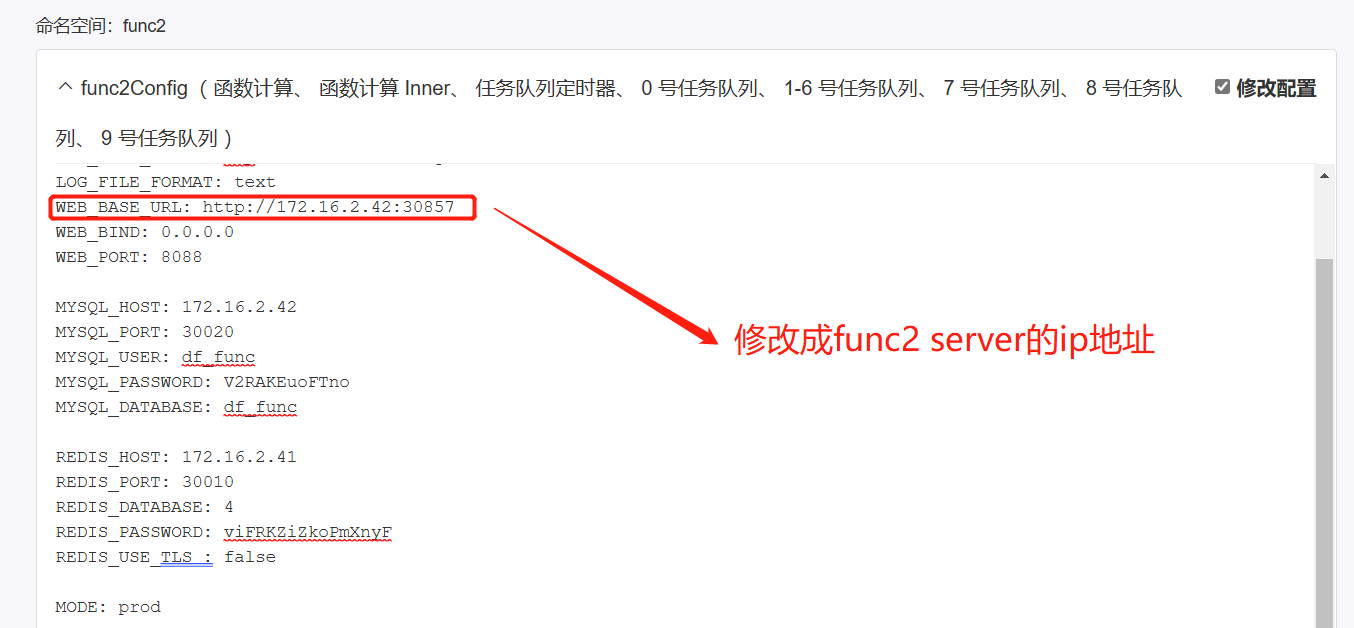 命名空间：func2
func2Config（ 函数计算、 函数计算 Inner、 任务队列定时器、 0 号任务队列、 1-6 号任务队列、 7 号任务队列、 8 号任务队
修改配置
列、 9 号任务队列 ）
LOG_FILE_FORMAT: text
WEB_BASE_URL: http://172.16.2.42:30857
WEB_BIND: 0.0.0.0
WEB_PORT: 8088
MYSQL_HOST: 172.16.2.42
修改成func2 server的ip地址
MYSQL_PORT: 30020
MYSQL_USER: df_func
MYSQL_PASSWORD: V2RAKEuoFTno
MYSQL_DATABASE: df_func
REDIS_HOST: 172.16.2.41
REDIS_PORT: 30010
REDIS_DATABASE: 4
REDIS_PASSWORD: viFRKZiZkoPmXnyF
REDIS_USE_TLS : false
MODE: prod